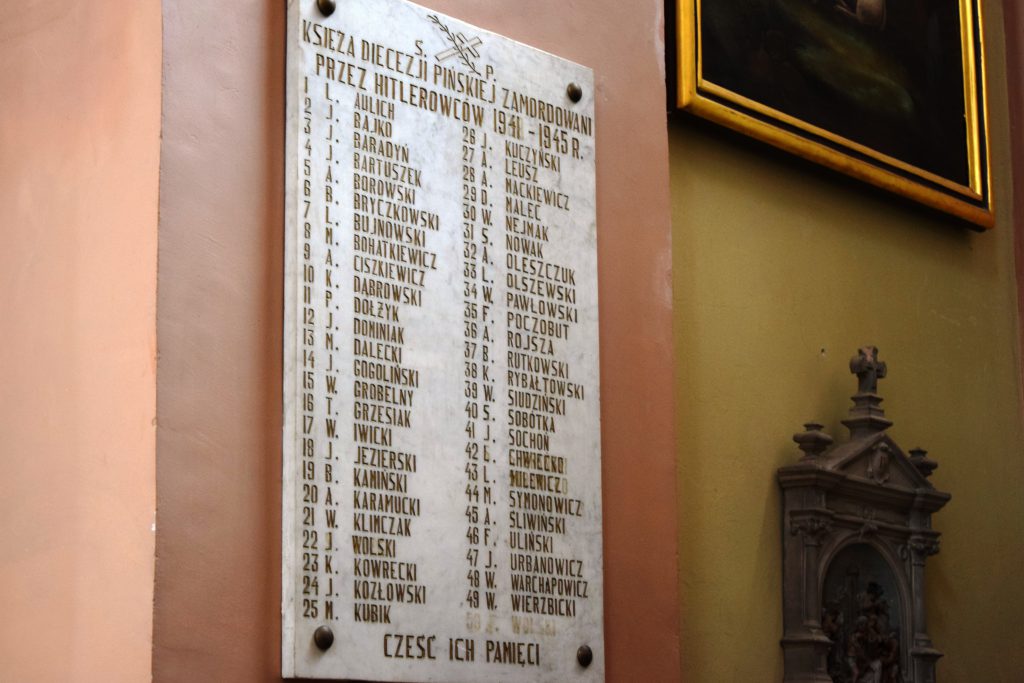 Ś. P.
KSIĘŻA DIECEZJI PIŃSKIEJ ZAMORDOWANI
PRZEZ HITLEROWCÓW 1941-1945 R.
1 L. AULICH
2 J. BAJKO
3 J. BARADYŃ
4 J. BARTUSZEK
5 A. BOROWSKI
6 B. BRYCZKOWSKI
7 L. BUJNOWSKI
8 M. BOHATKIEWICZ
9 A. CISZKIEWICZ
10 K. DĄBROWSKI
11 P. DOŁŻYK
12 J. DOMINIAK
13 M. DALECKI
14 J. GOGOLIŃSKI
15 W. GROBELNY
16 T. GRZESIAK
17 W. IWICKI
18 J. JEZIERSKI
19 B. KAMIŃSKI
20 A. KARAMUCKI
21 W. KLIMCZAK
22 J. WOLSKI
23 K. KOWRECKI
24 J. KOZŁOWSKI
25 M. KUBIK
26 J. KUCZYŃSKI
27 A. LEUSZ
28 A. MACKIEWICZ
29 D. MALEC
30 W. NEJMAK
31 S. NOWAK
32 A. OLESZCZUK
33 L. OLSZEWSKI
34 W. PAWŁOWSKI
35 F. POCZOBUT
36 A. ROJSZA
37 B. RUTKOWSKI
38 K. RYBAŁTOWSKI
39 W. SIUDZIŃSKI
40 S. SOBÓTKA
41 J. SOCHOŃ
42 CHWIECKO
43 L. MILEWICZ
44 M. SYMONOWICZ
45 A. ŚLIWIŃSKI
46 F. ULIŃSKI
47 J. URBANOWICZ
48 W. WARCHAPOWICZ
49 W. WIERZBICKI
50 WOLSKI
CZEŚĆ ICH PAMIĘCI